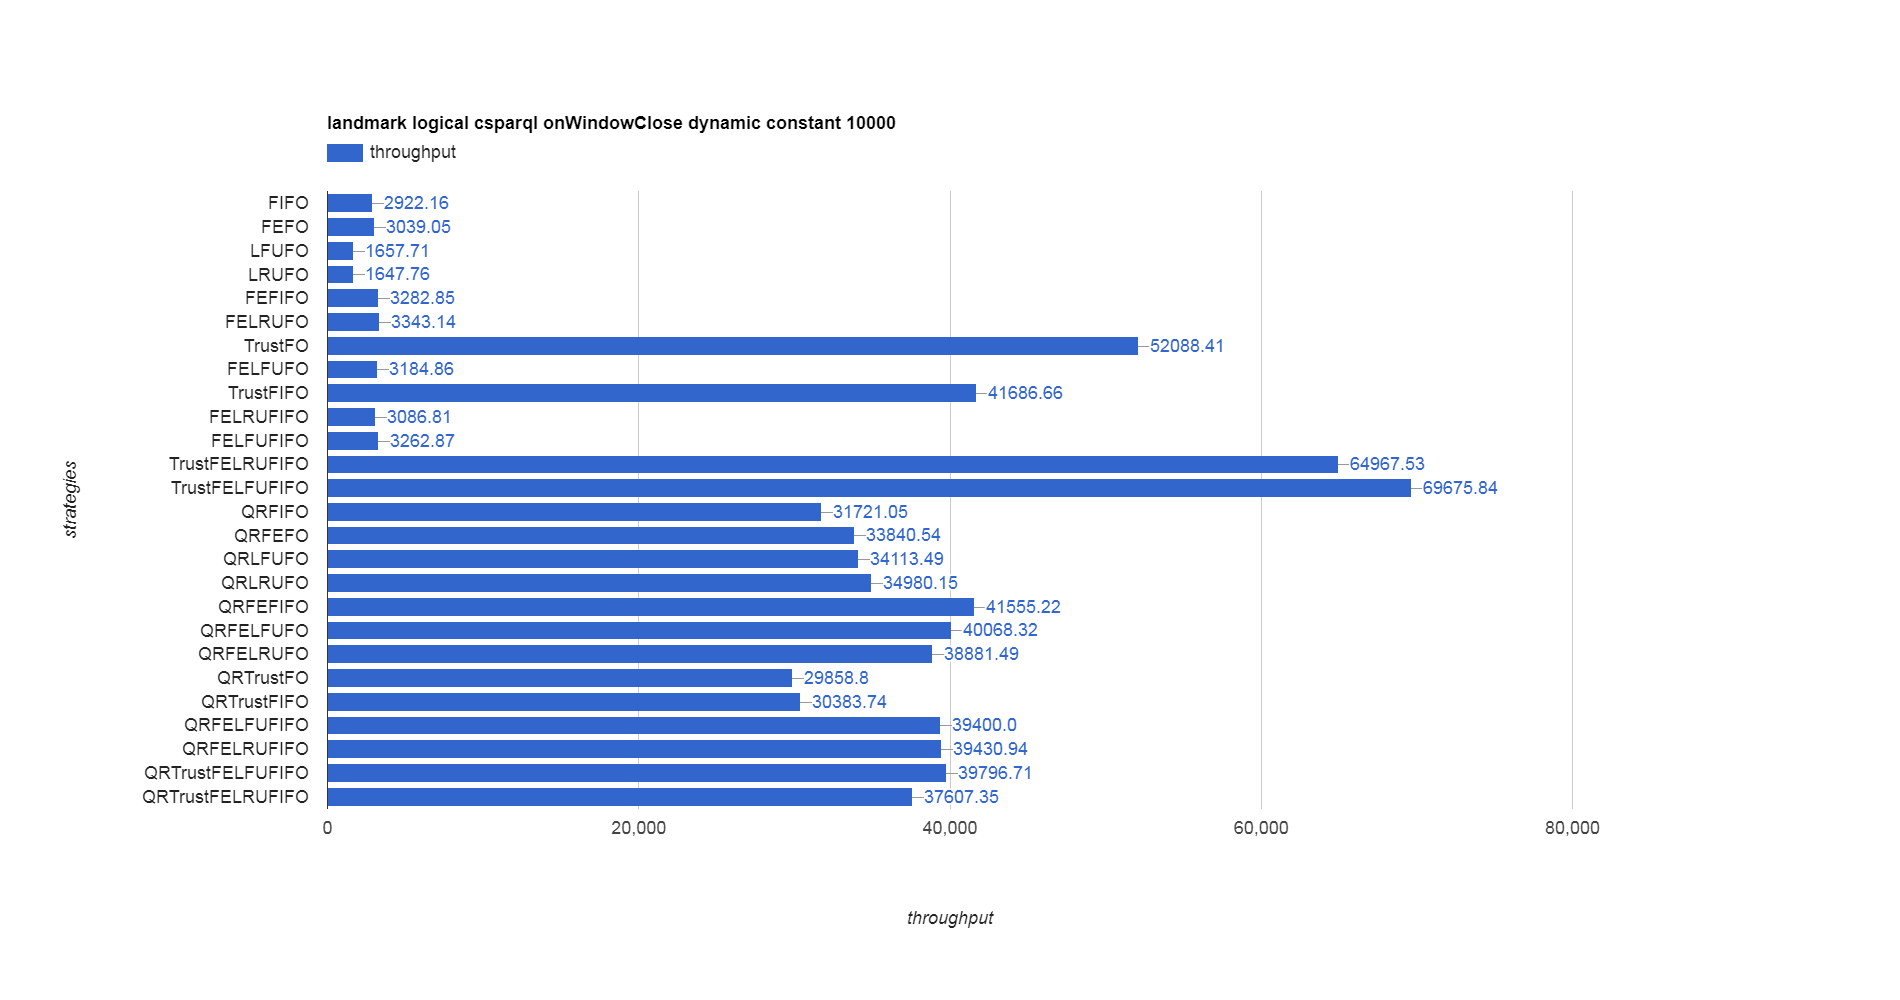 landmark logical csparql onWindowClose dynamic constant 10000
throughput
FIFO 2922.16
FEFO 3039.05
LFUFO 1657.71
LRUFO 1647.76
FEFIFO 3282.85
FELRUFO 3343.14
TrustFO 52088.41
FELFUFO 3184.86
TrustFIFO 41686.66
FELRUFIFO 3086.81
FELFUFIFO 3262.87
TrustFELRUFIFO 64967.53
TrustFELFUFIFO 69675.84
QRFIFO 31721.05
QRFEFO 33840.54
QRLFUFO 34113.49
QRLRUFO 34980.15
QRFEFIFO 41555.22
QRFELFUFO 40068.32
QRFELRUFO 38881.49
QRTrustFO 29858.8
QRTrustFIFO 30383.74
QRFELFUFIFO 39400.0
QRFELRUFIFO 39430.94
QRTrustFELFUFIFO 39796.71
QRTrustFELRUFIFO 37607.35
0 20,000 40,000 60,000 80,000
throughput
strategies